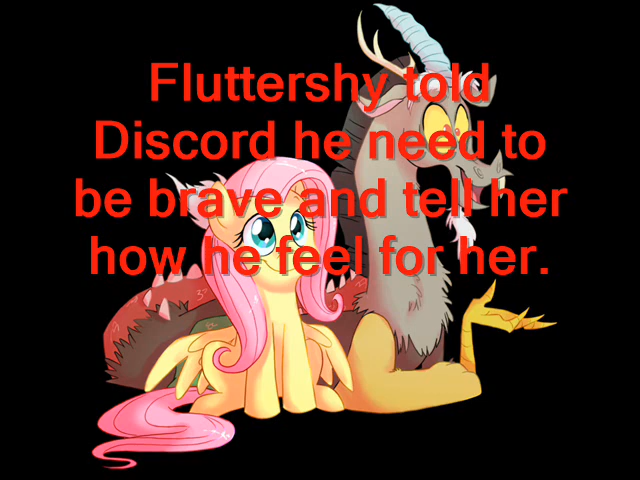 Fluttershy told
Discord he need to
be brave and tell her
how he feel for her.